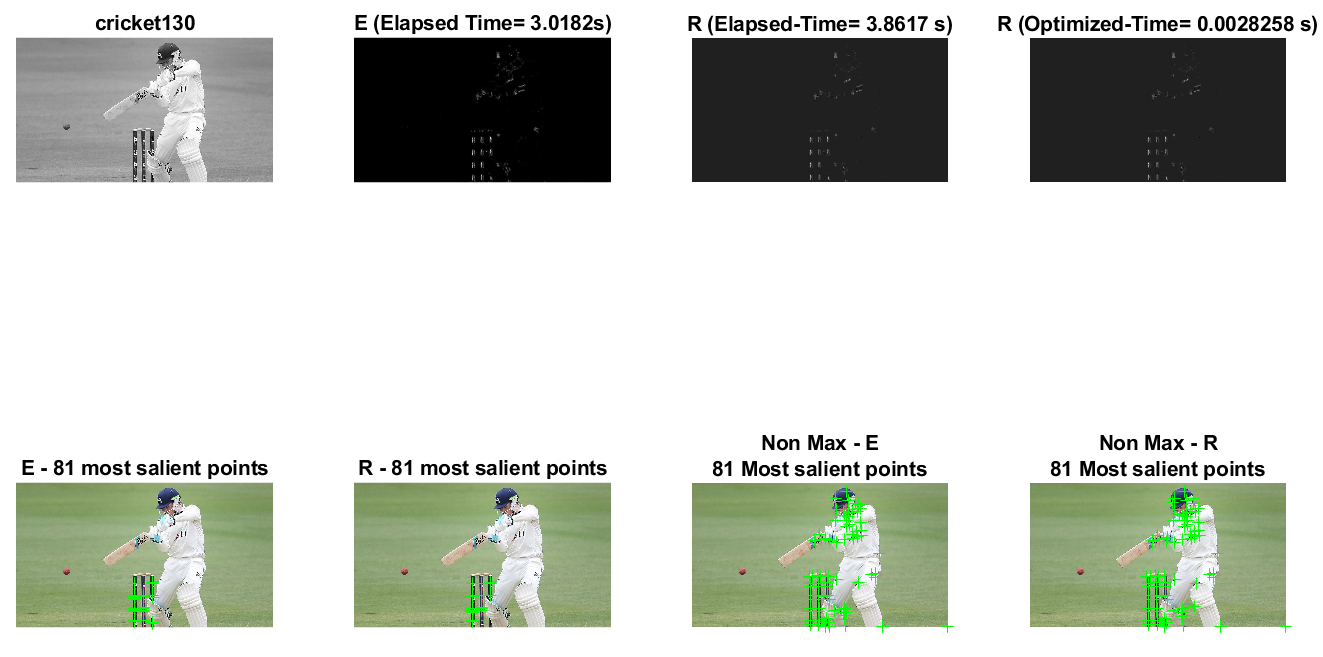 cricket130
E (Elapsed Time= 3.0182s)
R (Elapsed-Time= 3.8617 s)
R (Optimized-Time= 0.0028258 s)
E - 81 most salient points
R - 81 most salient points
Non Max - E
81 Most salient points
Non Max - R
81 Most salient points